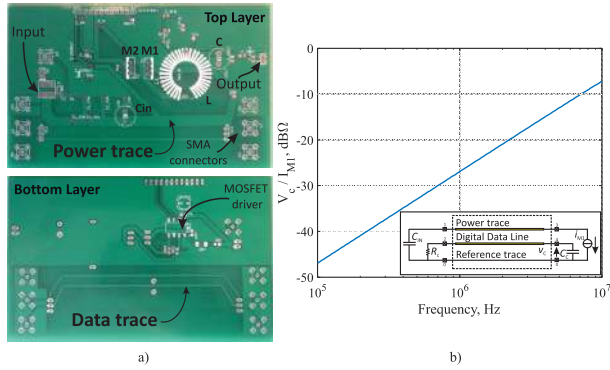 a)
Top Layer
Input
M2 M1
C
Output
L
Cin
Power trace
SMA
connectors
Bottom Layer
MOSFET
driver
Data trace
a)
b)
V_c / I_M1, dBΩ
0
-10
-20
-30
-40
-50
10^5
10^6
10^7
Frequency, Hz
Power trace
Digital Data Line
Reference trace
C_IN
R_L
v_C
C_C
i_M1